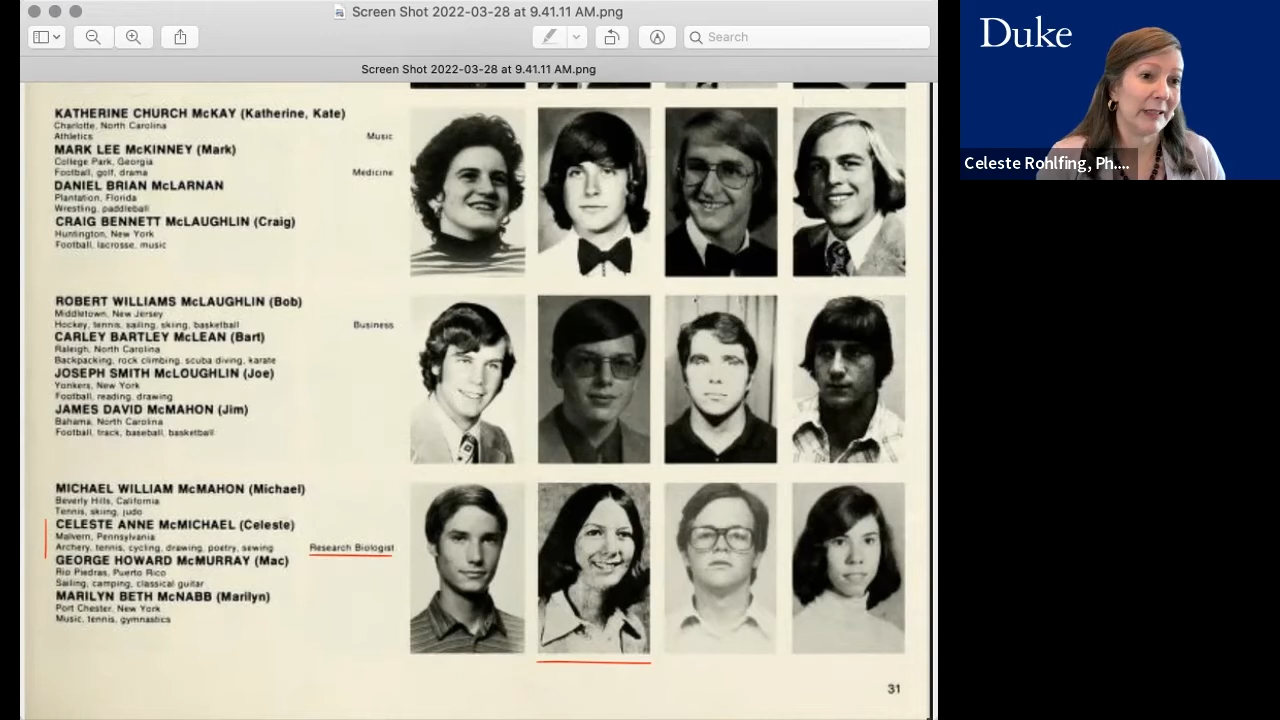 Screen Shot 2022-03-28 at 9.41.11 AM.png
Search
Screen Shot 2022-03-28 at 9.41.11 AM.png
KATHERINE CHURCH McKAY (Katherine, Kate)
Charlotte, North Carolina
Athletics Music
MARK LEE McKINNEY (Mark)
College Park, Georgia
Football, golf, drama Medicine
DANIEL BRIAN McLARNAN
Plantation, Florida
Wrestling, paddleball
CRAIG BENNETT McLAUGHLIN (Craig)
Huntington, New York
Football, lacrosse, music
ROBERT WILLIAMS McLAUGHLIN (Bob)
Middletown, New Jersey
Hockey, tennis, sailing, skiing, basketball Business
CARLEY BARTLEY McLEAN (Bart)
Raleigh, North Carolina
Backpacking, rock climbing, scuba diving, karate
JOSEPH SMITH McLOUGHLIN (Joe)
Yonkers, New York
Football, reading, drawing
JAMES DAVID McMAHON (Jim)
Bahama, North Carolina
Football, track, baseball, basketball
MICHAEL WILLIAM McMAHON (Michael)
Beverly Hills, California
Tennis, skiing, judo
CELESTE ANNE McMICHAEL (Celeste)
Malvern, Pennsylvania
Archery, tennis, cycling, drawing, poetry, sewing Research Biologist
GEORGE HOWARD McMURRAY (Mac)
Rio Piedras, Puerto Rico
Sailing, camping, classical guitar
MARILYN BETH McNABB (Marilyn)
Port Chester, New York
Music, tennis, gymnastics
31
Duke
Celeste Rohlfing, Ph....